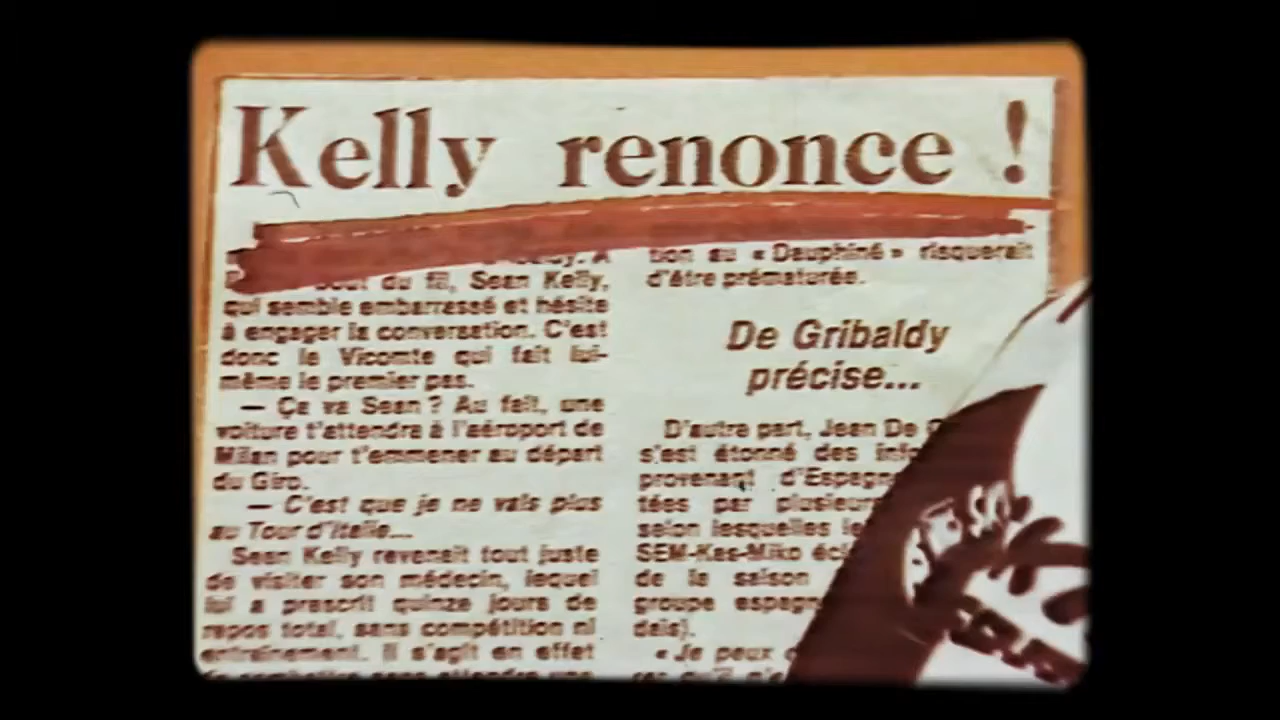 Kelly renonce !
bout du fil, Sean Kelly,
qui semble embarrassé et hésite
à engager la conversation. C'est
donc le Vicomte qui fait lui-
même le premier pas.
— Ça va Sean ? Au fait, une
voiture t'attendra à l'aéroport de
Milan pour t'emmener au départ
du Giro.
— C'est que je ne vais plus
au Tour d'Italie...
Sean Kelly revenait tout juste
de visiter son médecin, lequel
lui a prescrit quinze jours de
repos total, sans compétition ni
entraînement. Il s'agit en effet
tion au « Dauphiné » risquerait
d'être prématurée.
De Gribaldy
précise...
D'autre part, Jean De
s'est étonné des
provenant d'Espagn
tées par plusieur
selon lesquelles
SEM-Kas-Miko
de la saison
groupe espagn
dais).
« Je peux